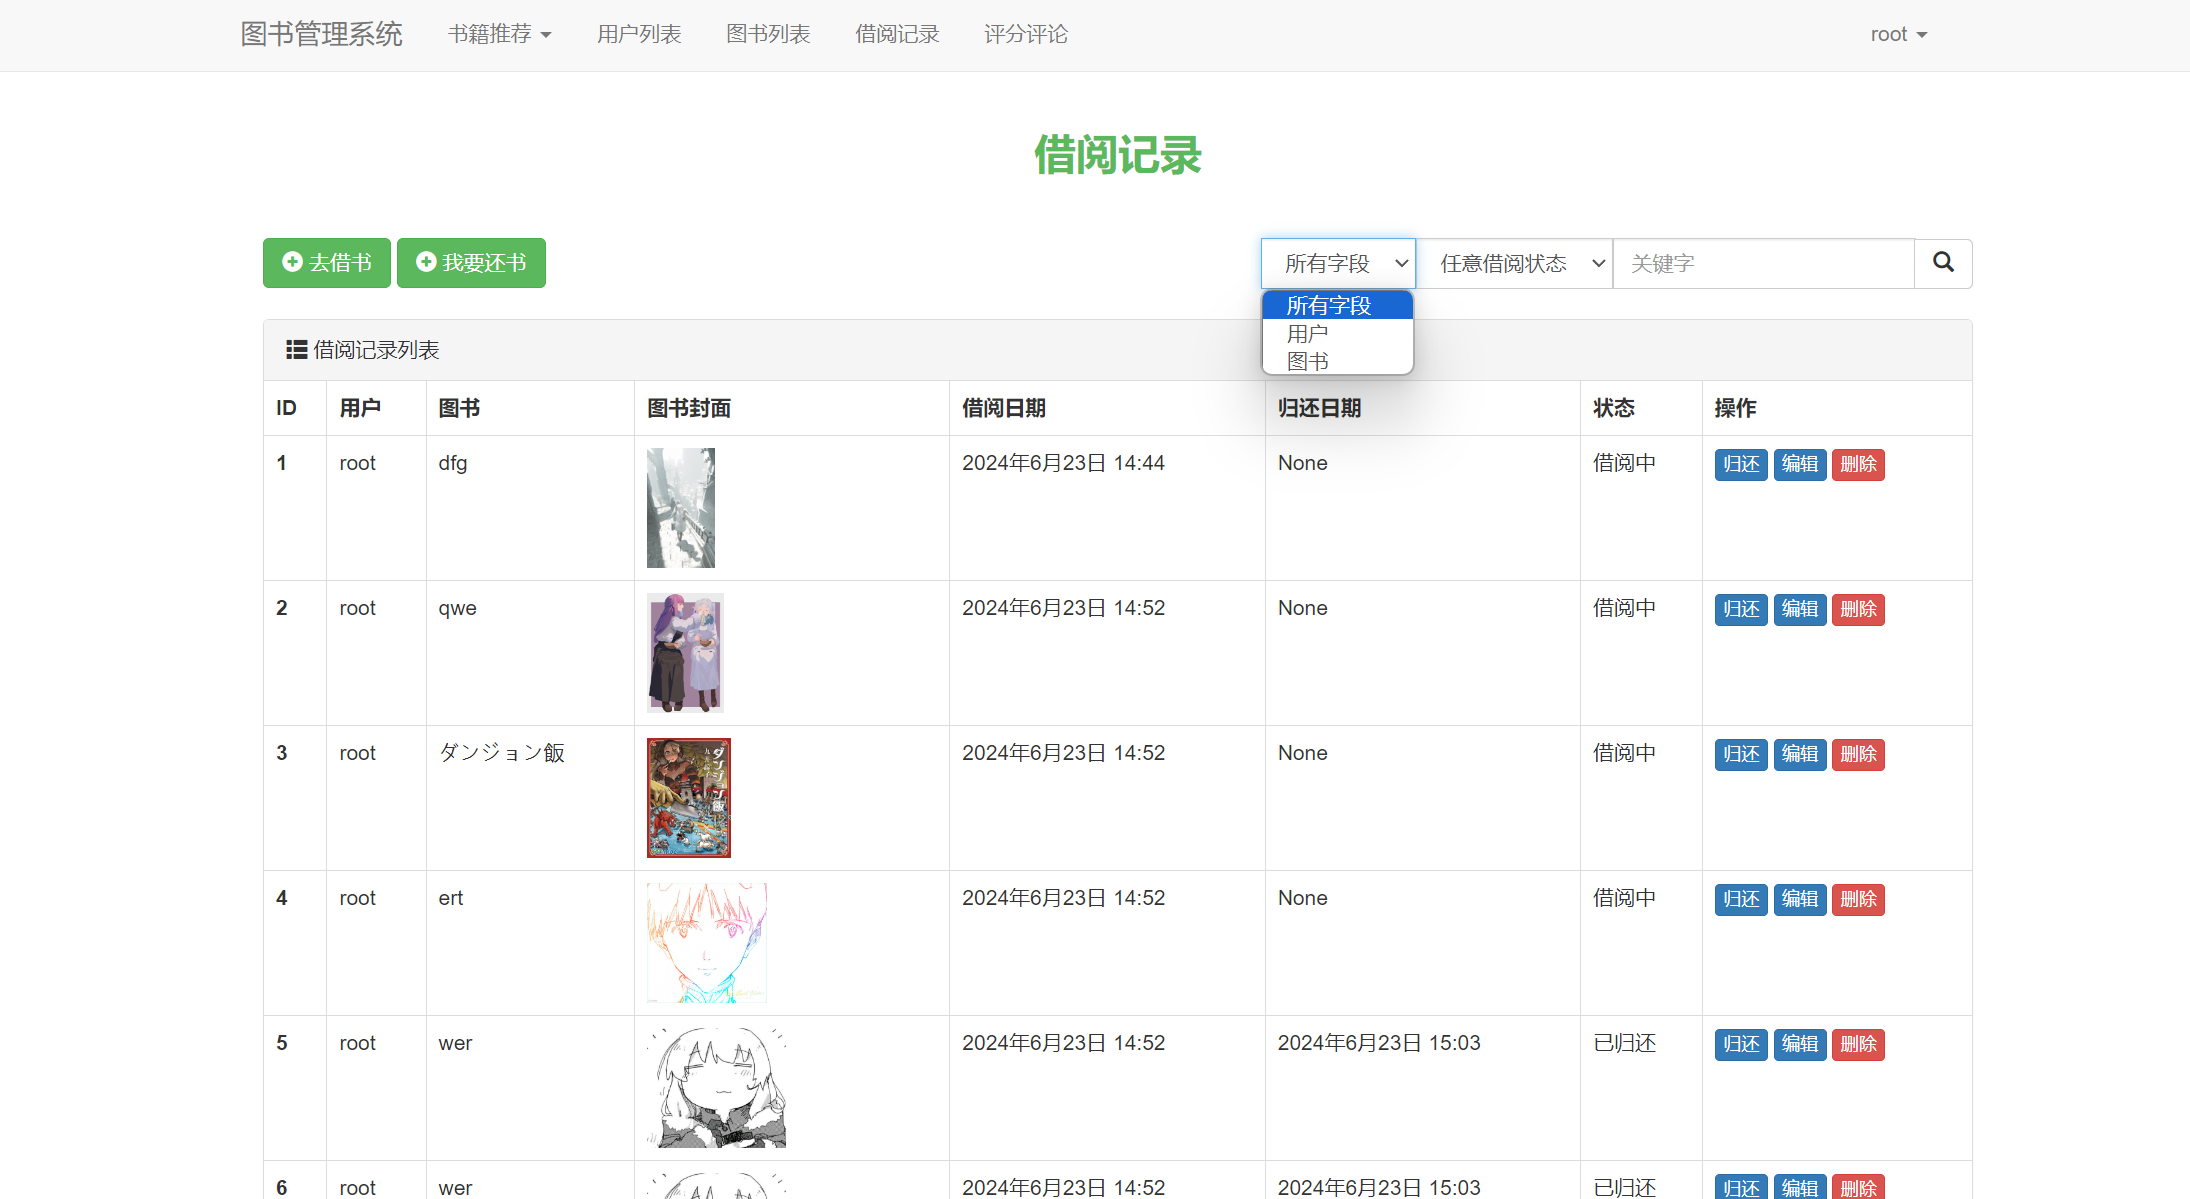 图书管理系统 书籍推荐 用户列表 图书列表 借阅记录 评分评论 root
借阅记录
去借书 我要还书 所有字段 任意借阅状态 关键字
所有字段
用户
图书
借阅记录列表
ID 用户 图书 图书封面 借阅日期 归还日期 状态 操作
1 root dfg 2024年6月23日 14:44 None 借阅中 归还 编辑 删除
2 root qwe 2024年6月23日 14:52 None 借阅中 归还 编辑 删除
3 root ダンジョン飯 2024年6月23日 14:52 None 借阅中 归还 编辑 删除
ダンジョン飯
4 root ert 2024年6月23日 14:52 None 借阅中 归还 编辑 删除
5 root wer 2024年6月23日 14:52 2024年6月23日 15:03 已归还 归还 编辑 删除
6 root wer 2024年6月23日 14:52 2024年6月23日 15:03 已归还 归还 编辑 删除